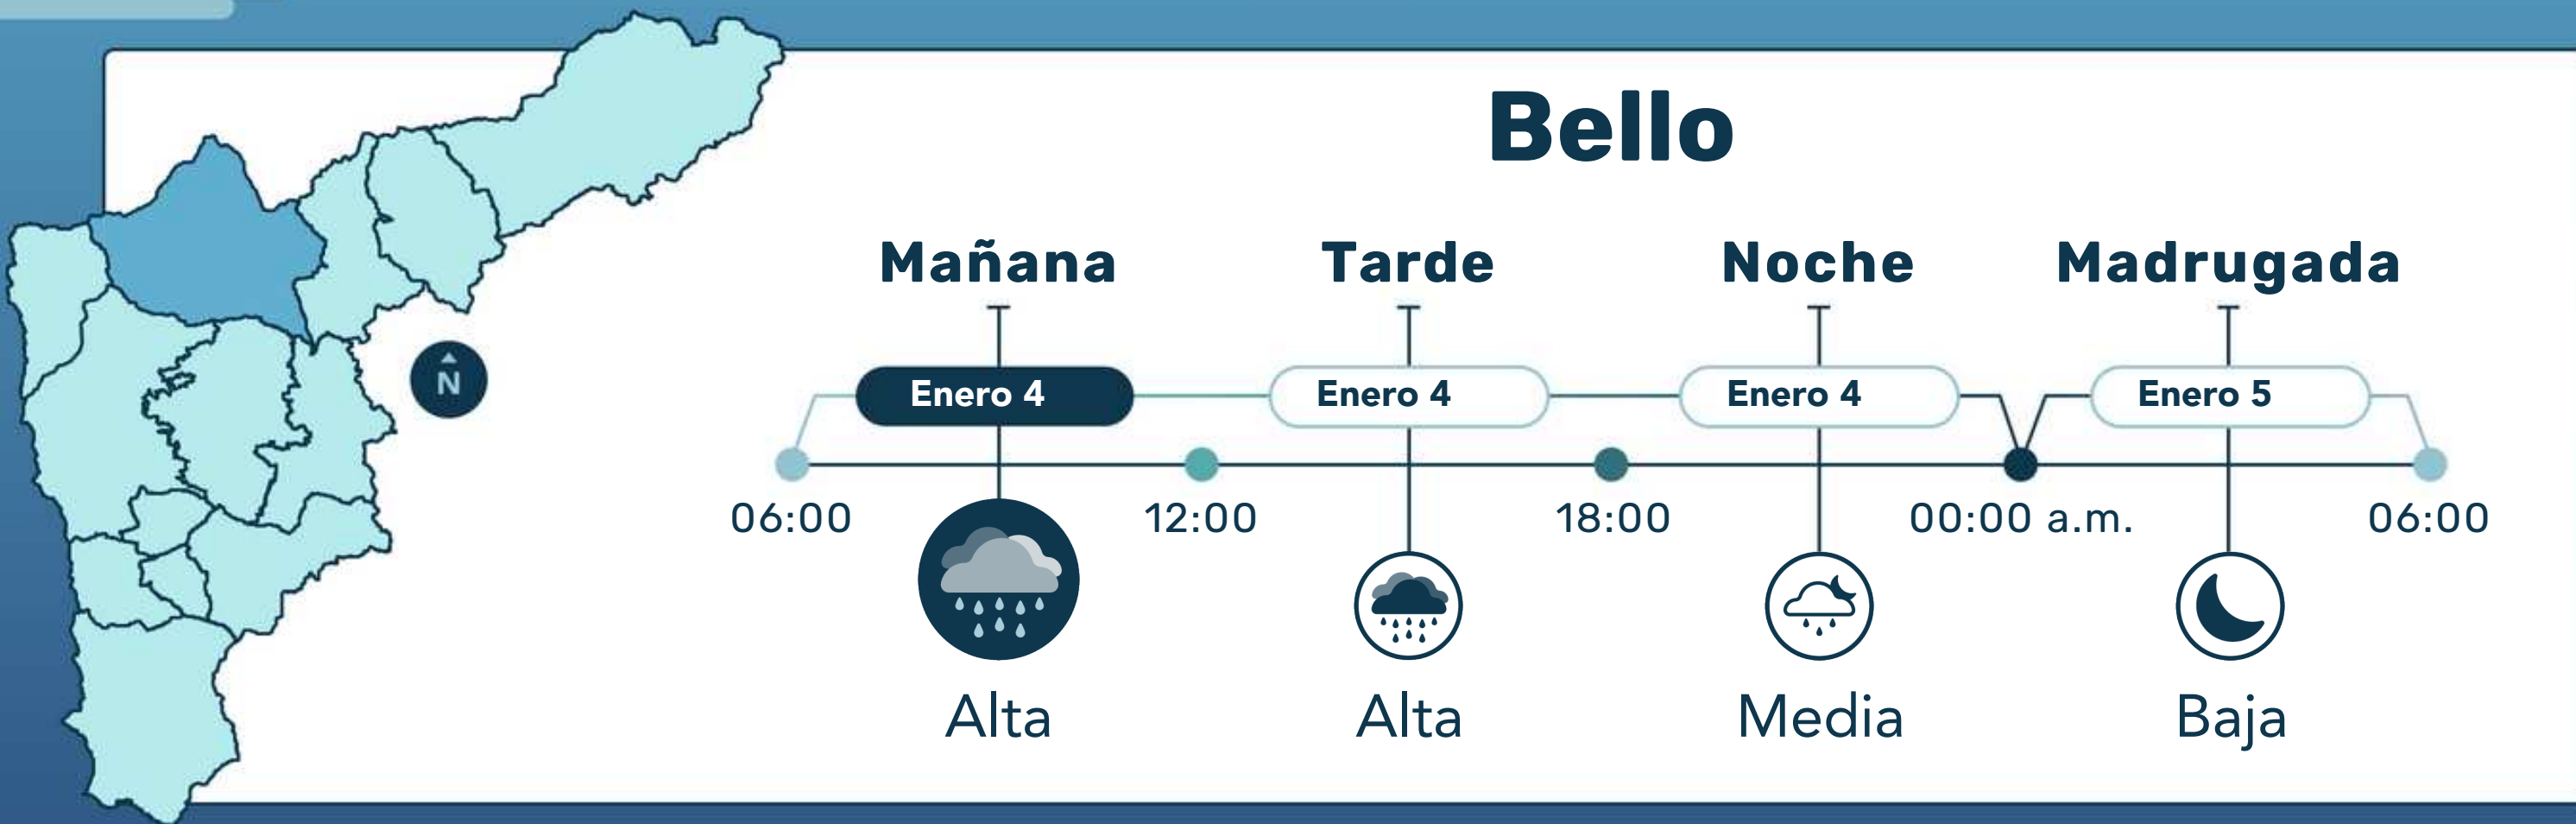 Bello
Mañana Tarde Noche Madrugada
N
Enero 4 Enero 4 Enero 4 Enero 5
06:00 12:00 18:00 00:00 a.m. 06:00
Alta Alta Media Baja